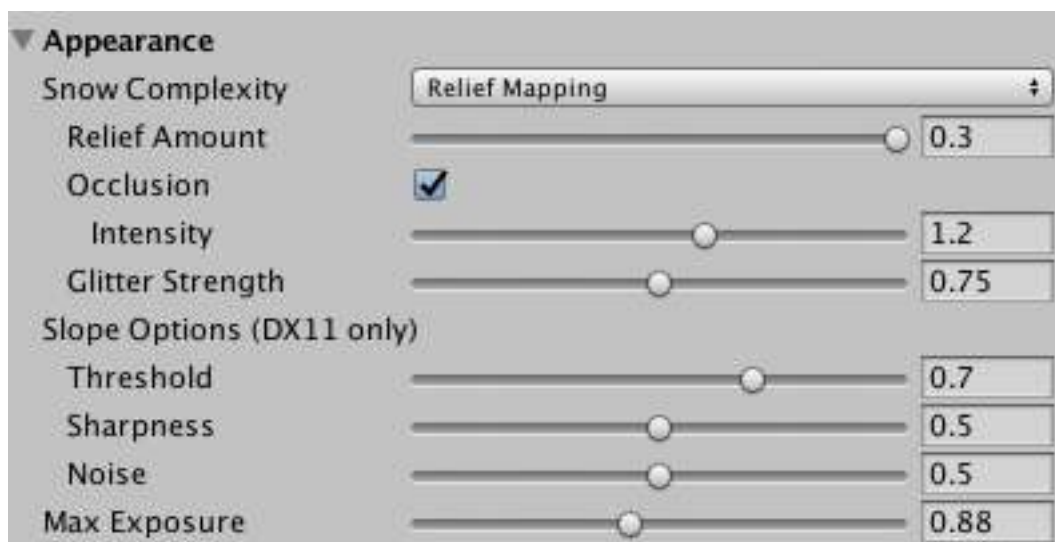 Appearance
Snow Complexity Relief Mapping
Relief Amount 0.3
Occlusion
Intensity 1.2
Glitter Strength 0.75
Slope Options (DX11 only)
Threshold 0.7
Sharpness 0.5
Noise 0.5
Max Exposure 0.88